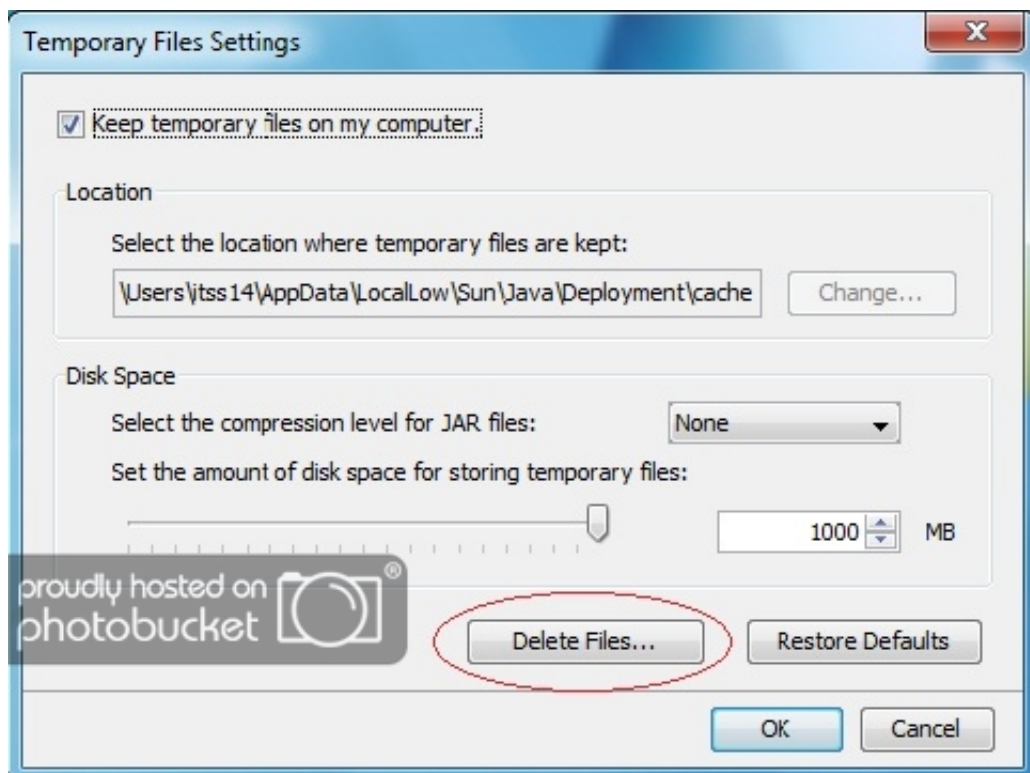 Temporary Files Settings
Keep temporary files on my computer.
Location
Select the location where temporary files are kept:
\Users\itss14\AppData\LocalLow\Sun\Java\Deployment\cache
Change...
Disk Space
Select the compression level for JAR files:
None
Set the amount of disk space for storing temporary files:
1000
MB
proudly hosted on
photobucket
®
Delete Files...
Restore Defaults
OK
Cancel